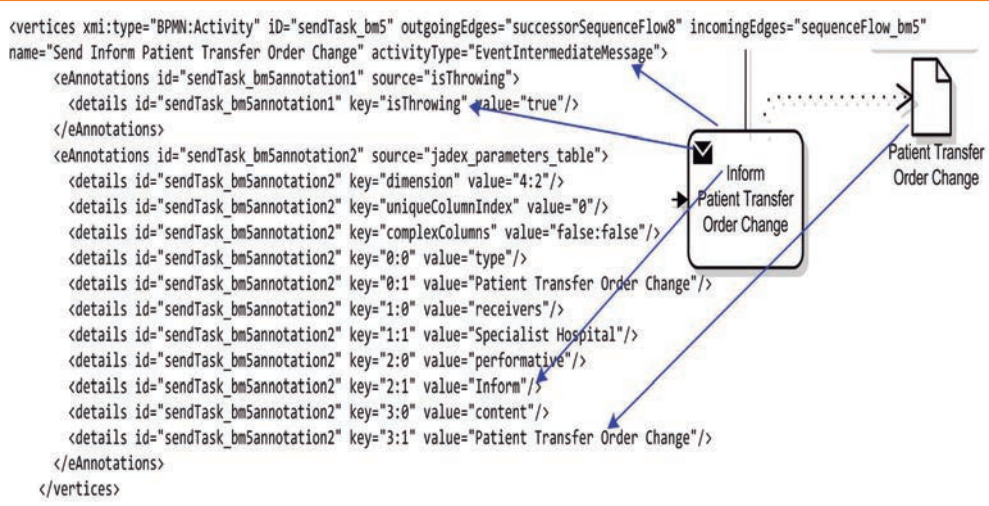 <vertices xmi:type="BPMN:Activity" iD="sendTask_bm5" outgoingEdges="successorSequenceFlow8" incomingEdges="sequenceFlow_bm5"
name="Send Inform Patient Transfer Order Change" activityType="EventIntermediateMessage">
<eAnnotations id="sendTask_bm5annotation1" source="isThrowing">
<details id="sendTask_bm5annotation1" key="isThrowing" value="true"/>
</eAnnotations>
<eAnnotations id="sendTask_bm5annotation2" source="jadex_parameters_table">
<details id="sendTask_bm5annotation2" key="dimension" value="4:2"/>
<details id="sendTask_bm5annotation2" key="uniqueColumnIndex" value="0"/>
<details id="sendTask_bm5annotation2" key="complexColumns" value="false:false"/>
<details id="sendTask_bm5annotation2" key="0:0" value="type"/>
<details id="sendTask_bm5annotation2" key="0:1" value="Patient Transfer Order Change"/>
<details id="sendTask_bm5annotation2" key="1:0" value="receivers"/>
<details id="sendTask_bm5annotation2" key="1:1" value="Specialist Hospital"/>
<details id="sendTask_bm5annotation2" key="2:0" value="performative"/>
<details id="sendTask_bm5annotation2" key="2:1" value="Inform"/>
<details id="sendTask_bm5annotation2" key="3:0" value="content"/>
<details id="sendTask_bm5annotation2" key="3:1" value="Patient Transfer Order Change"/>
</eAnnotations>
</vertices>
Inform
Patient Transfer
Order Change
Patient Transfer
Order Change